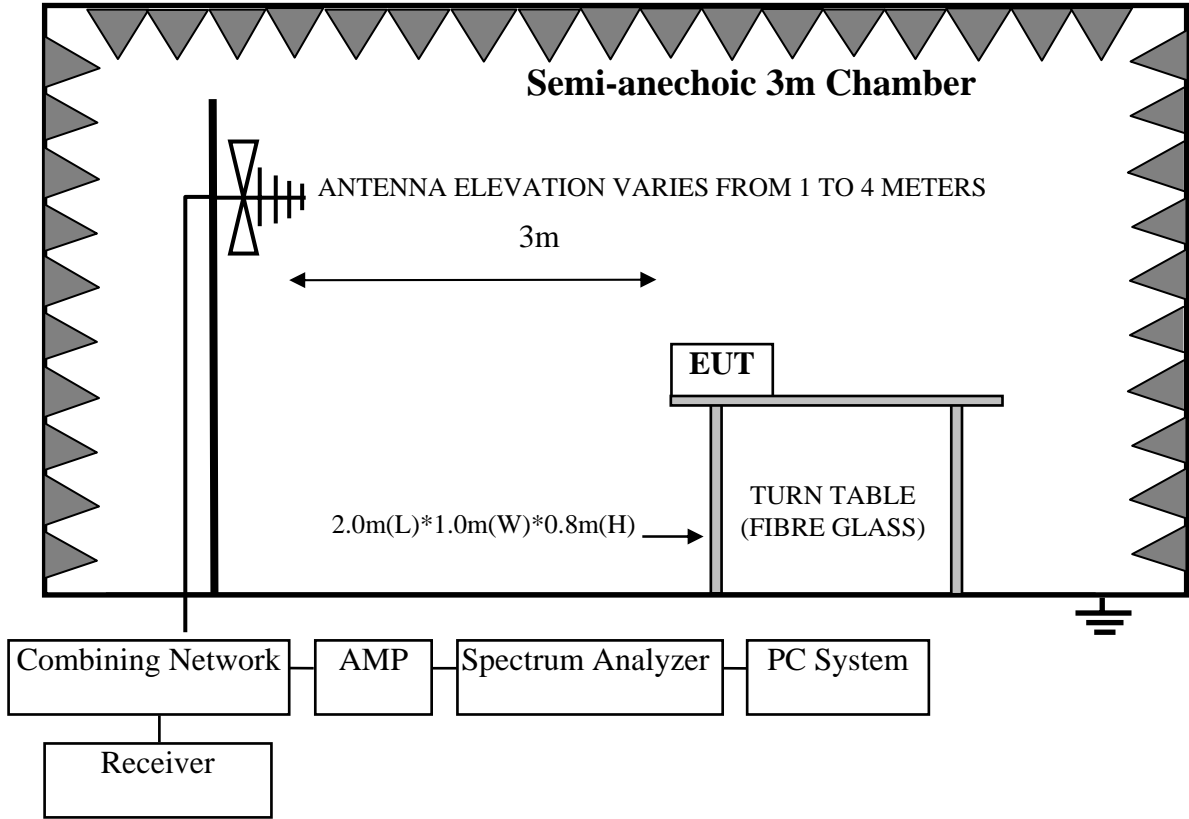 Semi-anechoic 3m Chamber
ANTENNA ELEVATION VARIES FROM 1 TO 4 METERS
3m
EUT
TURN TABLE
(FIBRE GLASS)
2.0m(L)*1.0m(W)*0.8m(H)
Combining Network
AMP
Spectrum Analyzer
PC System
Receiver